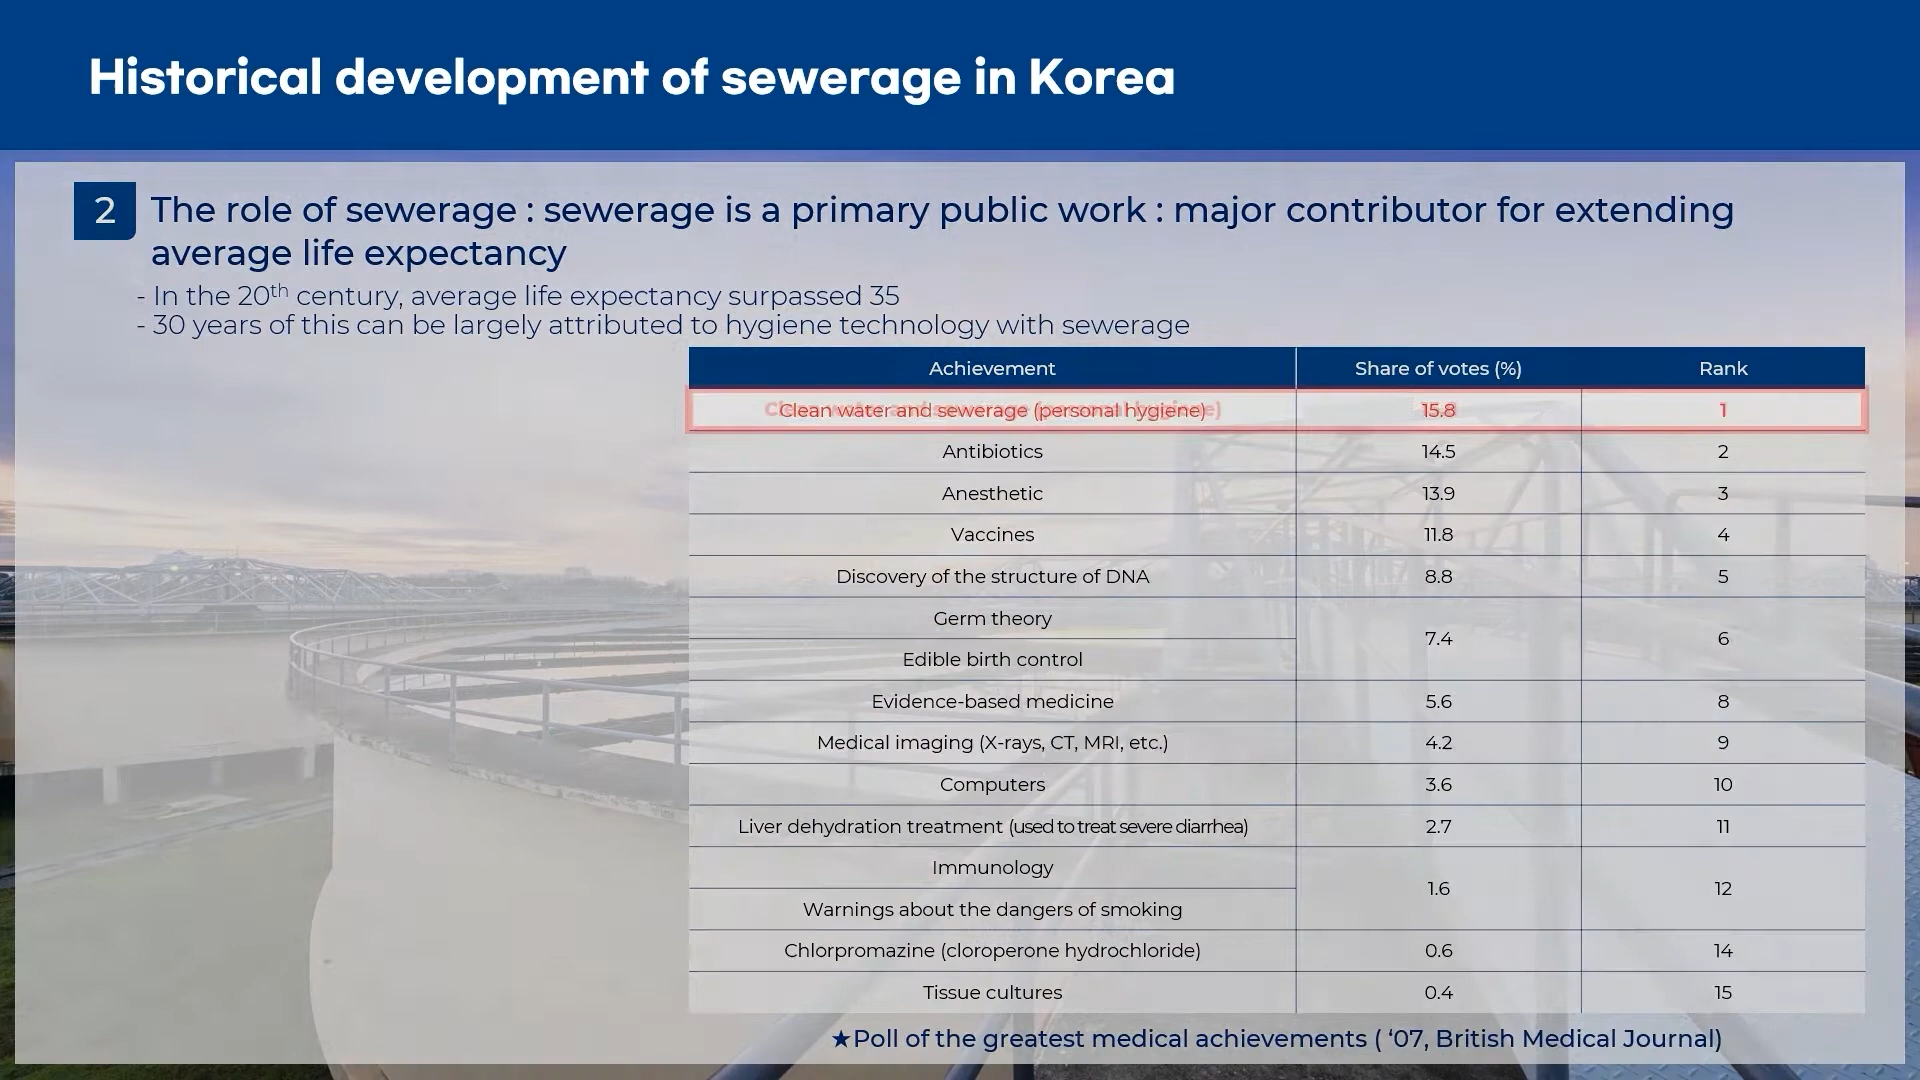 Historical development of sewerage in Korea
2
The role of sewerage : sewerage is a primary public work : major contributor for extending
average life expectancy
- In the 20th century, average life expectancy surpassed 35
- 30 years of this can be largely attributed to hygiene technology with sewerage
Achievement Share of votes (%) Rank
Clean water and sewerage (personal hygiene) 15.8 1
Antibiotics 14.5 2
Anesthetic 13.9 3
Vaccines 11.8 4
Discovery of the structure of DNA 8.8 5
Germ theory
7.4 6
Edible birth control
Evidence-based medicine 5.6 8
Medical imaging (X-rays, CT, MRI, etc.) 4.2 9
Computers 3.6 10
Liver dehydration treatment (used to treat severe diarrhea) 2.7 11
Immunology
1.6 12
Warnings about the dangers of smoking
Chlorpromazine (cloroperone hydrochloride) 0.6 14
Tissue cultures 0.4 15
★Poll of the greatest medical achievements ( ‘07, British Medical Journal)